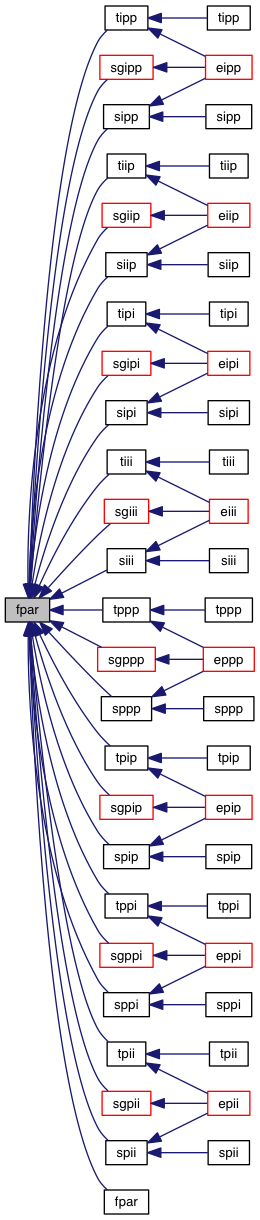 tipp tipp
sgipp eipp
sipp sipp
tiip tiip
sgiip eiip
siip siip
tipi tipi
sgipi eipi
sipi sipi
tiii tiii
sgiii eiii
siii siii
fpar tppp tppp
sgppp eppp
sppp sppp
tpip tpip
sgpip epip
spip spip
tppi tppi
sgppi eppi
sppi sppi
tpii tpii
sgpii epii
spii spii
fpar